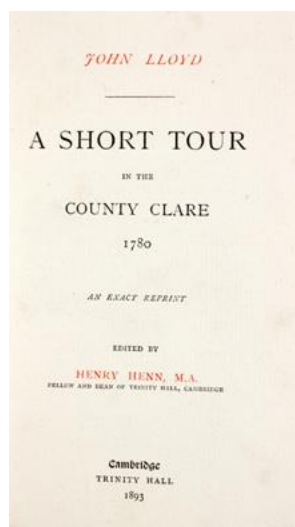 JOHN LLOYD
A SHORT TOUR
IN THE
COUNTY CLARE
1780
AN EXACT REPRINT
EDITED BY
HENRY HENN, M.A.
FELLOW AND DEAN OF TRINITY HALL, CAMBRIDGE
Cambridge
TRINITY HALL
1893